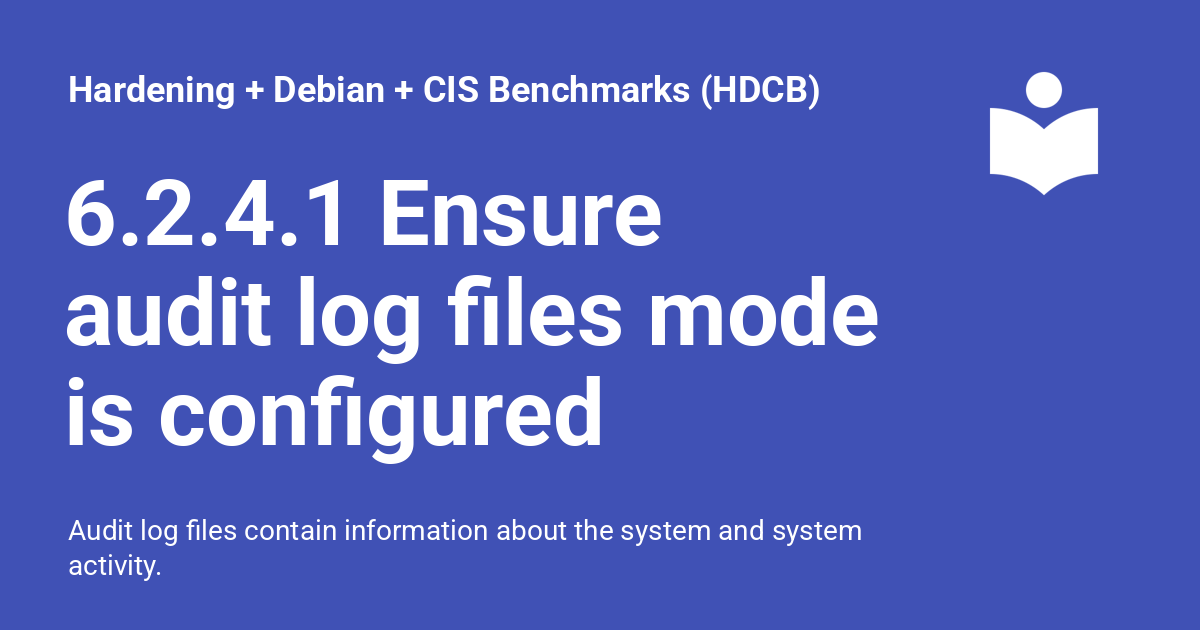 Hardening + Debian + CIS Benchmarks (HDCB)
6.2.4.1 Ensure
audit log files mode
is configured
Audit log files contain information about the system and system
activity.